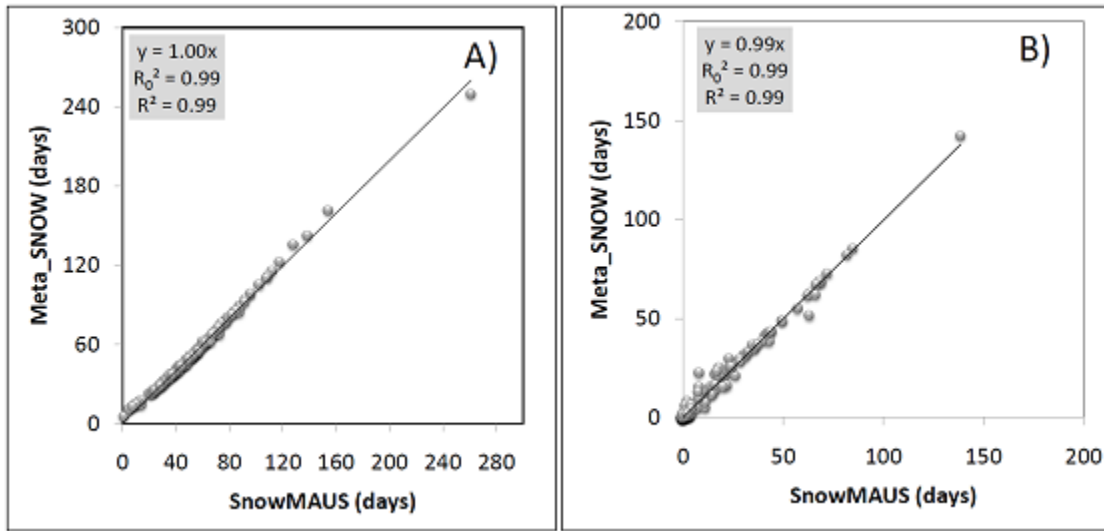 300
240
180
120
60
0
Meta_SNOW (days)
y = 1.00x)
R₀² = 0.99
R² = 0.99
A)
0 40 80 120 160 200 240 280
SnowMAUS (days)
200
150
100
50
0
Meta_SNOW (days)
y = 0.99x
R₀² = 0.99
R² = 0.99
B)
0 50 100 150 200
SnowMAUS (days)